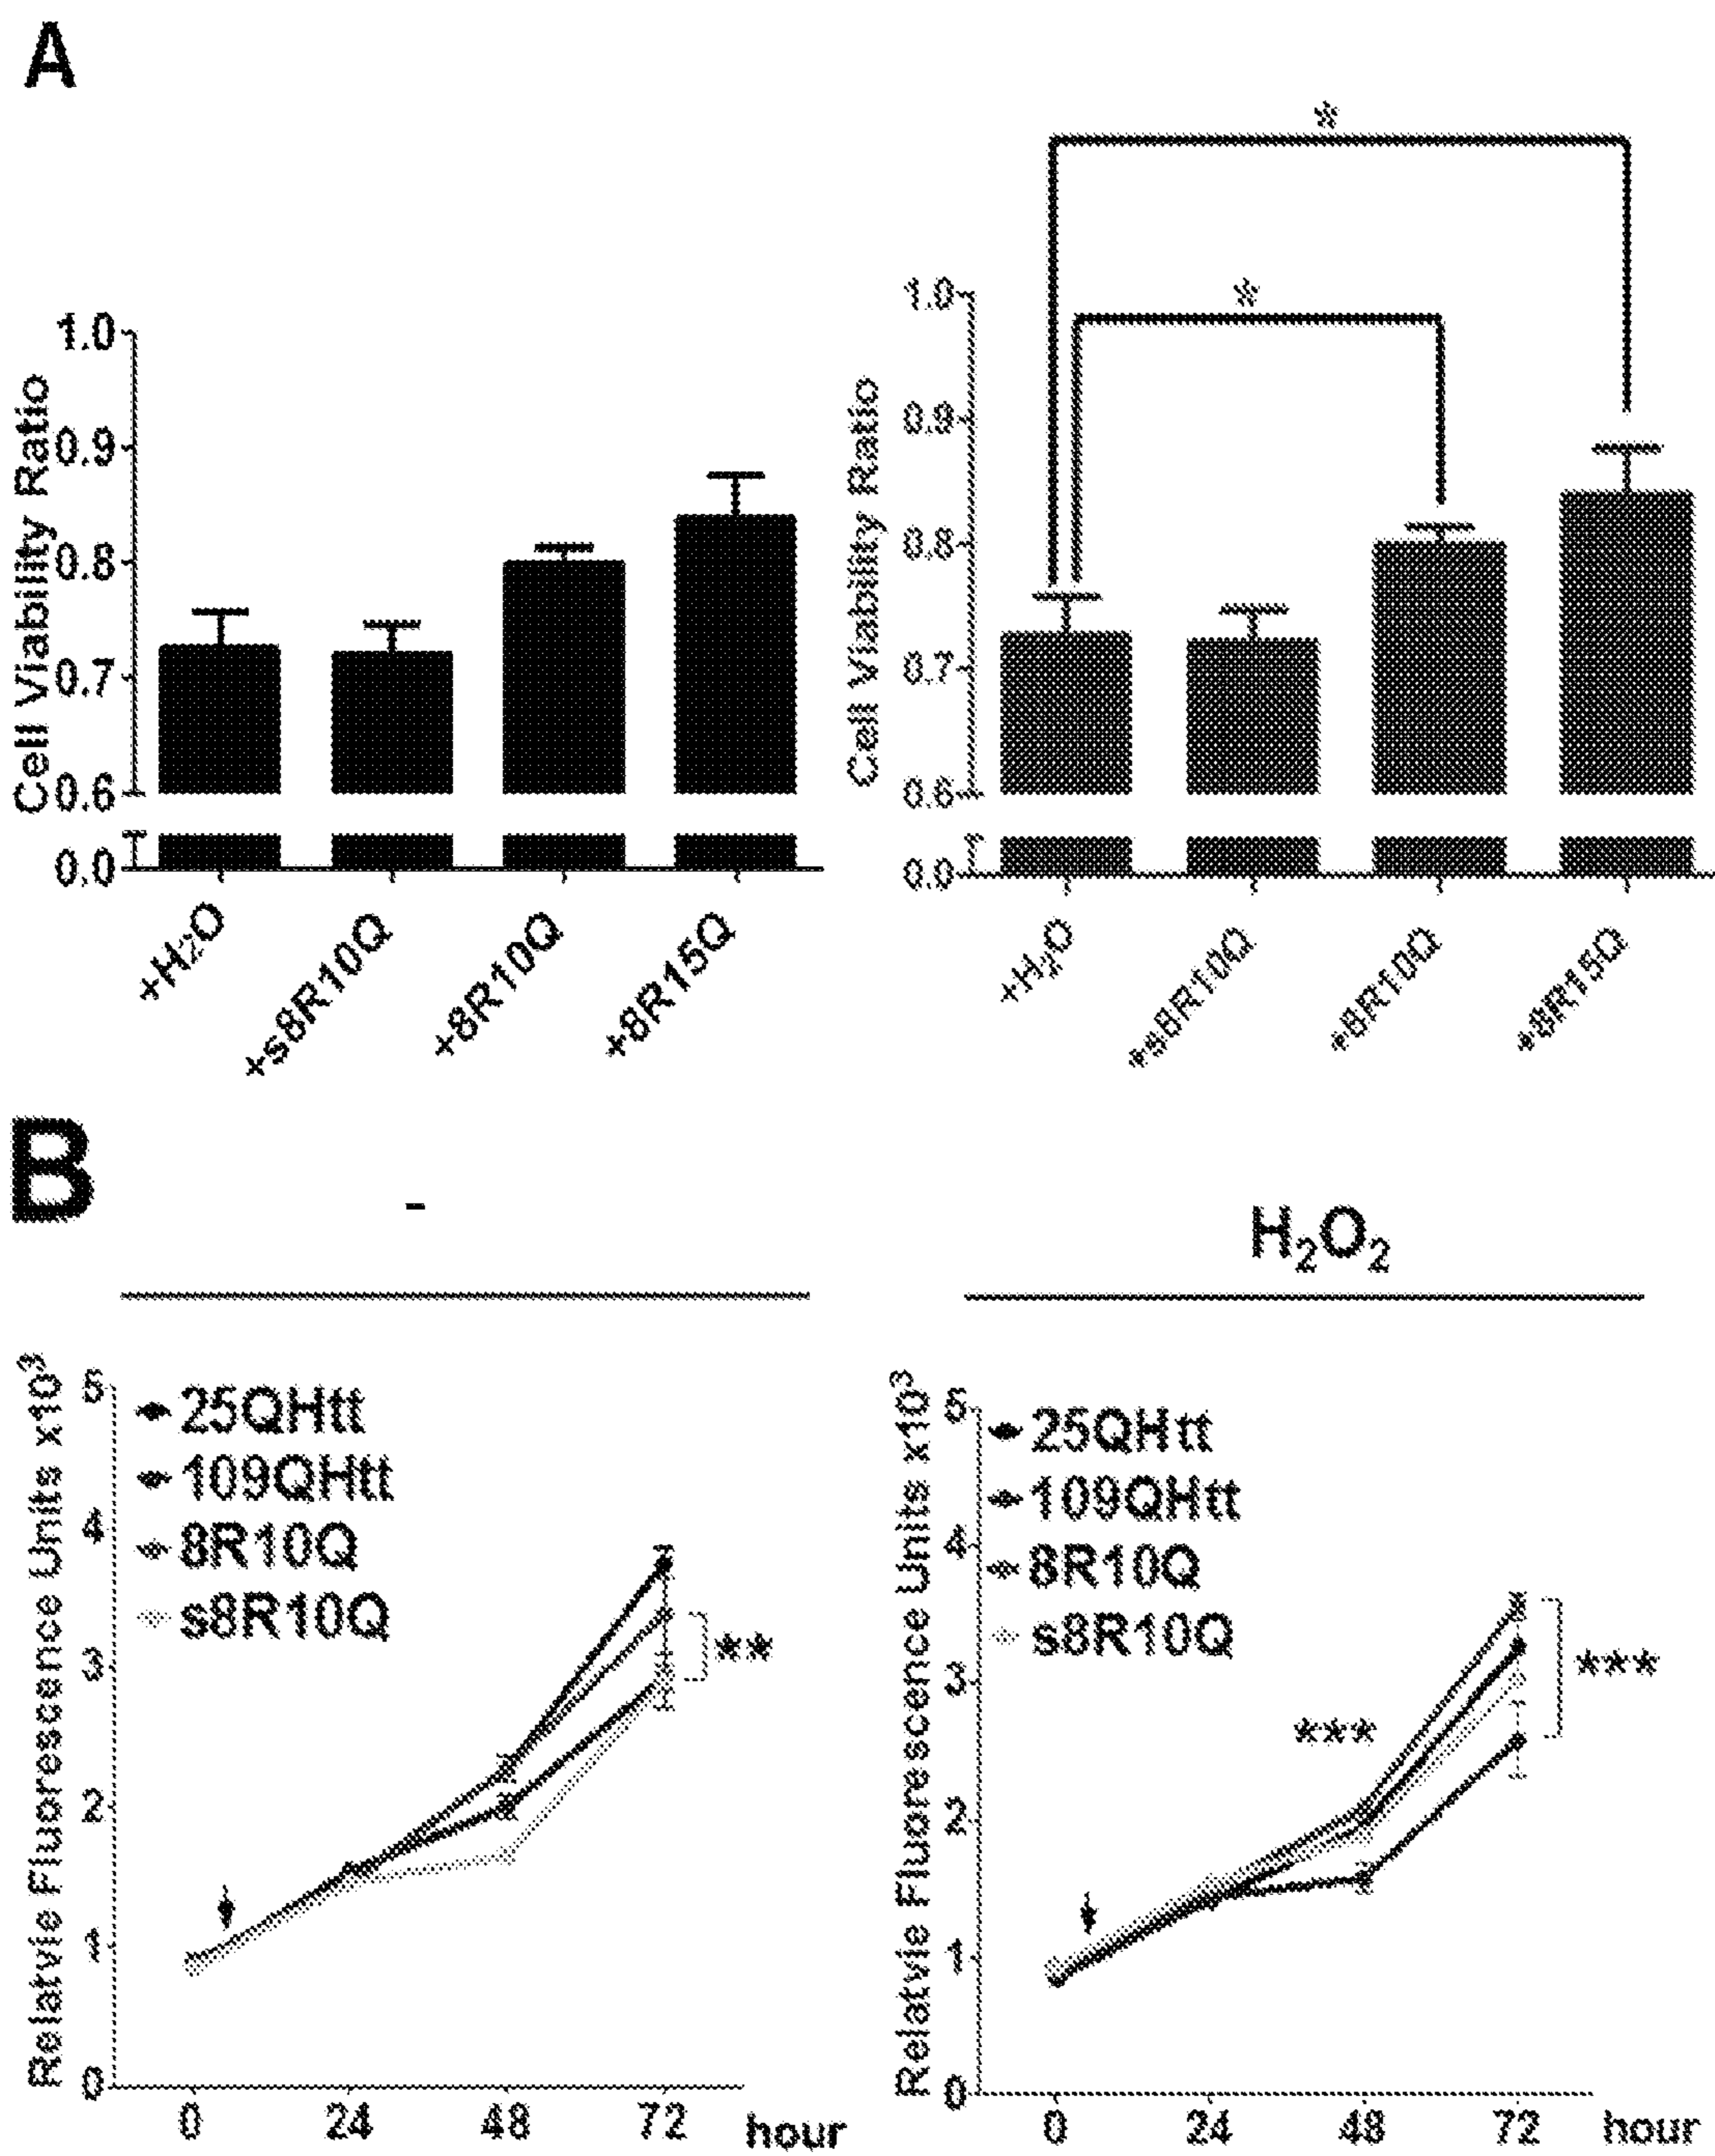 A
Cell Viability Ratio
1.0
0.9
0.8
0.7
0.6
0.0
+H₂O
+s8R10Q
+8R10Q
+8R15Q
*
*
Cell Viability Ratio
1.0
0.9
0.8
0.7
0.6
0.0
+H₂O
+s8R10Q
+8R10Q
+8R15Q
B
-
H₂O₂
Relatvie Fluorescence Units x10³
5
4
3
2
1
0
25QHtt
109QHtt
8R10Q
s8R10Q
**
0 24 48 72 hour
Relatvie Fluorescence Units x10³
5
4
3
2
1
0
25QHtt
109QHtt
8R10Q
s8R10Q
***
***
0 24 48 72 hour